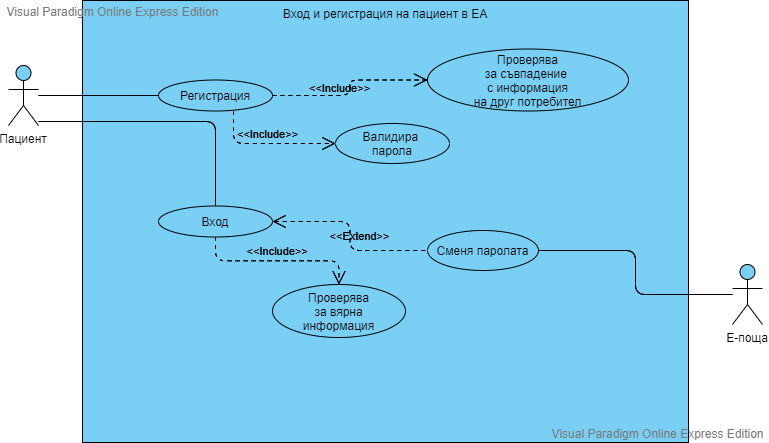 Visual Paradigm Online Express Edition
Вход и регистрация на пациент в ЕА
Проверява
за съвпадение
с информация
на друг потребител
<<Include>>
Регистрация
Пациент
<<Include>>
Валидира
парола
Вход
<<Extend>>
<<Include>>
Сменя паролата
Проверява
за вярна
информация
Е-поща
Visual Paradigm Online Express Edition